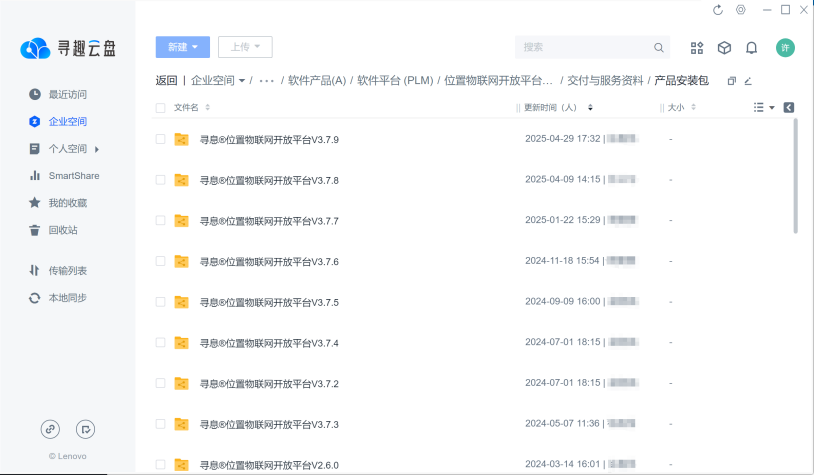 寻趣云盘
新建
上传
搜索
许
返回 | 企业空间 / ··· / 软件产品(A) / 软件平台 (PLM) / 位置物联网开放平台… / 交付与服务资料 / 产品安装包
最近访问
企业空间
个人空间
SmartShare
我的收藏
回收站
传输列表
本地同步
© Lenovo
文件名 更新时间（人） 大小
寻息®位置物联网开放平台V3.7.9 2025-04-29 17:32 | -
寻息®位置物联网开放平台V3.7.8 2025-04-09 14:15 | -
寻息®位置物联网开放平台V3.7.7 2025-01-22 15:29 | -
寻息®位置物联网开放平台V3.7.6 2024-11-18 15:54 | -
寻息®位置物联网开放平台V3.7.5 2024-09-09 16:00 | -
寻息®位置物联网开放平台V3.7.4 2024-07-01 18:15 | -
寻息®位置物联网开放平台V3.7.2 2024-07-01 18:15 | -
寻息®位置物联网开放平台V3.7.3 2024-05-07 11:36 | -
寻息®位置物联网开放平台V2.6.0 2024-03-14 16:01 | -